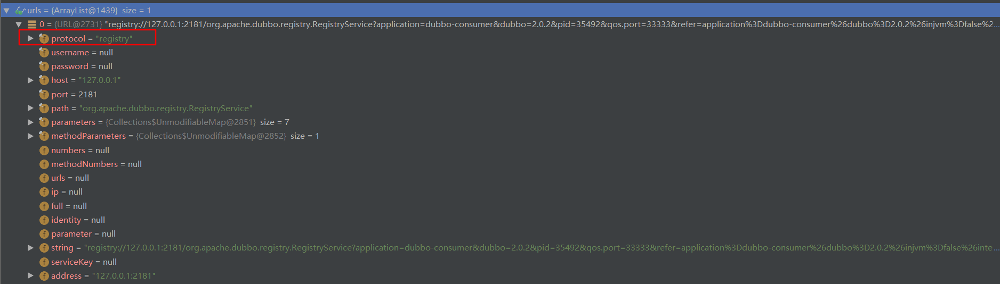 urls = {ArrayList@1439} size = 1
0 = {URL@2731} "registry://127.0.0.1:2181/org.apache.dubbo.registry.RegistryService?application=dubbo-consumer&dubbo=2.0.2&pid=35492&qos.port=33333&refer=application%3Ddubbo-consumer%26dubbo%3D2.0.2%26injvm%3Dfalse%2...
protocol = "registry"
username = null
password = null
host = "127.0.0.1"
port = 2181
path = "org.apache.dubbo.registry.RegistryService"
parameters = {Collections$UnmodifiableMap@2851} size = 7
methodParameters = {Collections$UnmodifiableMap@2852} size = 1
numbers = null
methodNumbers = null
urls = null
ip = null
full = null
identity = null
parameter = null
string = "registry://127.0.0.1:2181/org.apache.dubbo.registry.RegistryService?application=dubbo-consumer&dubbo=2.0.2&pid=35492&qos.port=33333&refer=application%3Ddubbo-consumer%26dubbo%3D2.0.2%26injvm%3Dfalse%26inte...
serviceKey = null
address = "127.0.0.1:2181"